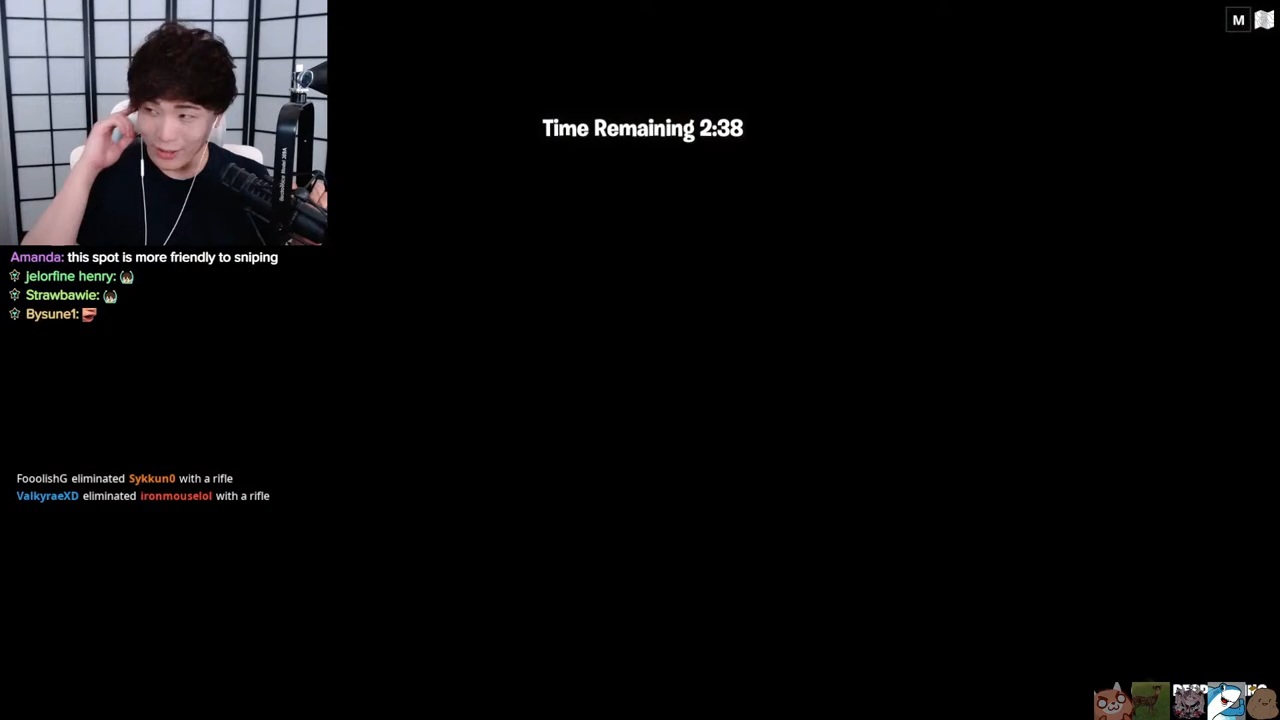 M
Time Remaining 2:38
Amanda: this spot is more friendly to sniping
jelorfine henry:
Strawbawie:
Bysune1:
FooolishG eliminated Sykkun0 with a rifle
ValkyraeXD eliminated ironmouselol with a rifle